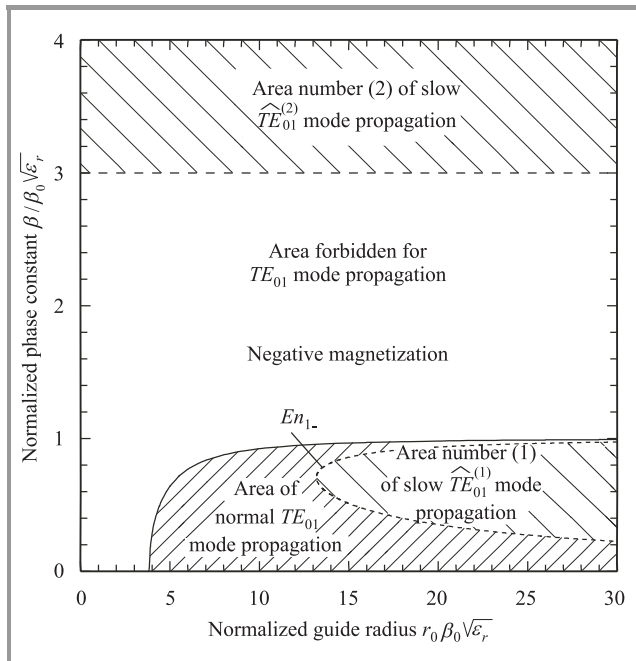 4
3
2
1
0
Normalized phase constant β/β₀√εᵣ
Area number (2) of slow
T̂E₀₁⁽²⁾ mode propagation
Area forbidden for
TE₀₁ mode propagation
Negative magnetization
En₁₋
Area of
normal TE₀₁
mode propagation
Area number (1)
of slow T̂E₀₁⁽¹⁾ mode
propagation
0 5 10 15 20 25 30
Normalized guide radius r₀β₀√εᵣ